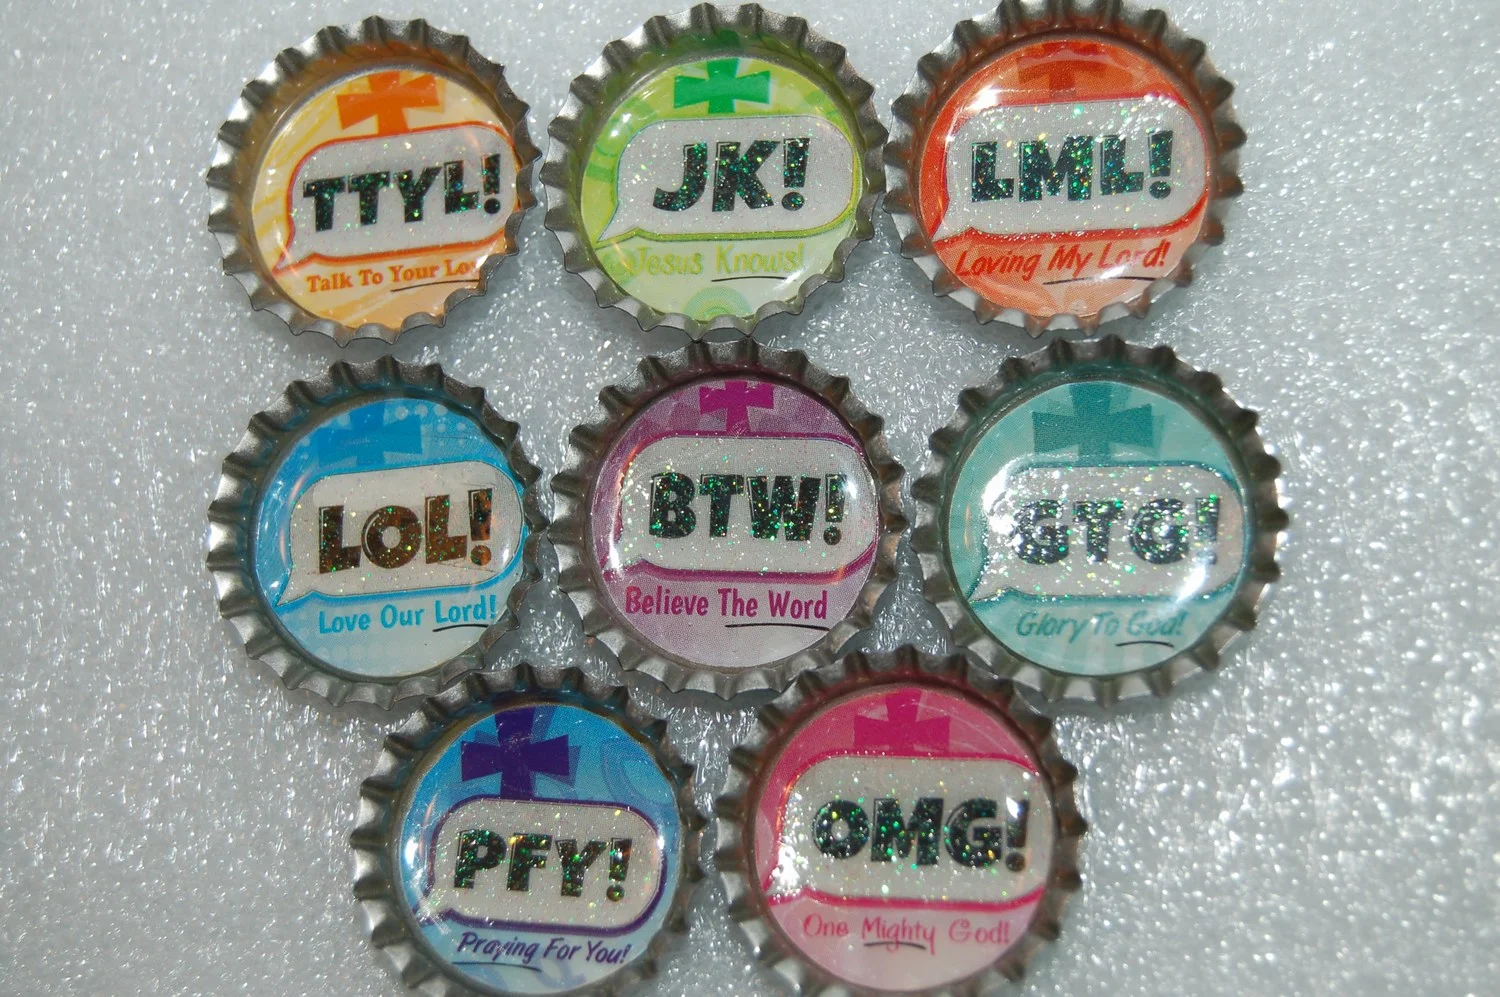 TTYL!
Talk To Your Lo
JK!
Jesus Knows!
LML!
Loving My Lord!
LOL!
Love Our Lord!
BTW!
Believe The Word
GTG!
Glory To God!
PFY!
Praying For You!
OMG!
One Mighty God!